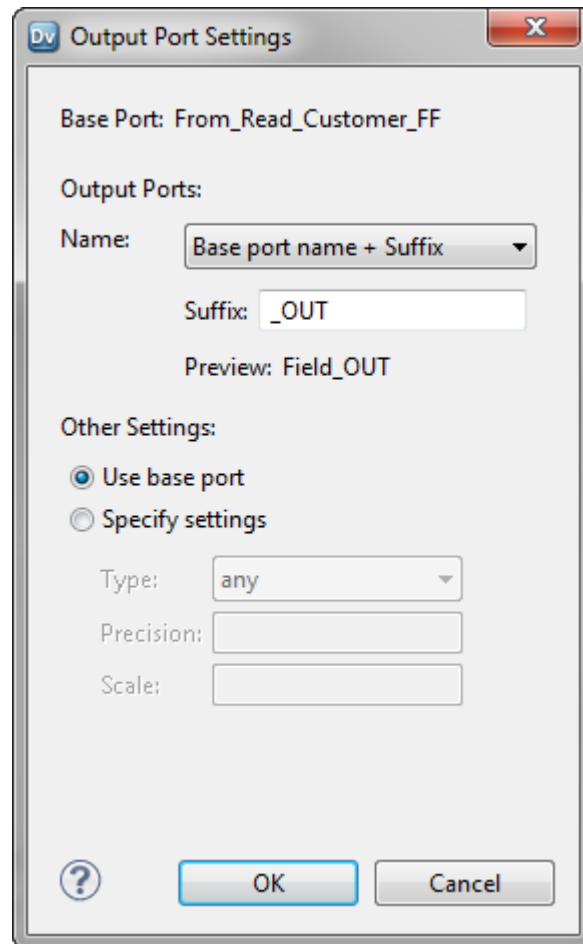 Dv Output Port Settings
Base Port: From_Read_Customer_FF
Output Ports:
Name: Base port name + Suffix
Suffix: _OUT
Preview: Field_OUT
Other Settings:
Use base port
Specify settings
Type: any
Precision:
Scale:
? OK Cancel